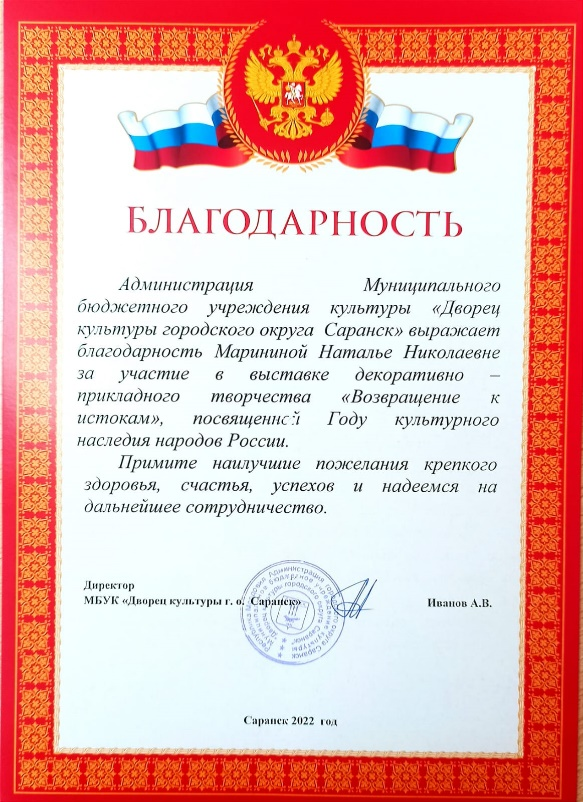 БЛАГОДАРНОСТЬ
Администрация Муниципального
бюджетного учреждения культуры «Дворец
культуры городского округа Саранск» выражает
благодарность Марининой Наталье Николаевне
за участие в выставке декоративно –
прикладного творчества «Возвращение к
истокам», посвященной Году культурного
наследия народов России.
Примите наилучшие пожелания крепкого
здоровья, счастья, успехов и надеемся на
дальнейшее сотрудничество.
Директор
МБУК «Дворец культуры г. о. Саранск»
Иванов А.В.
Саранск 2022 год